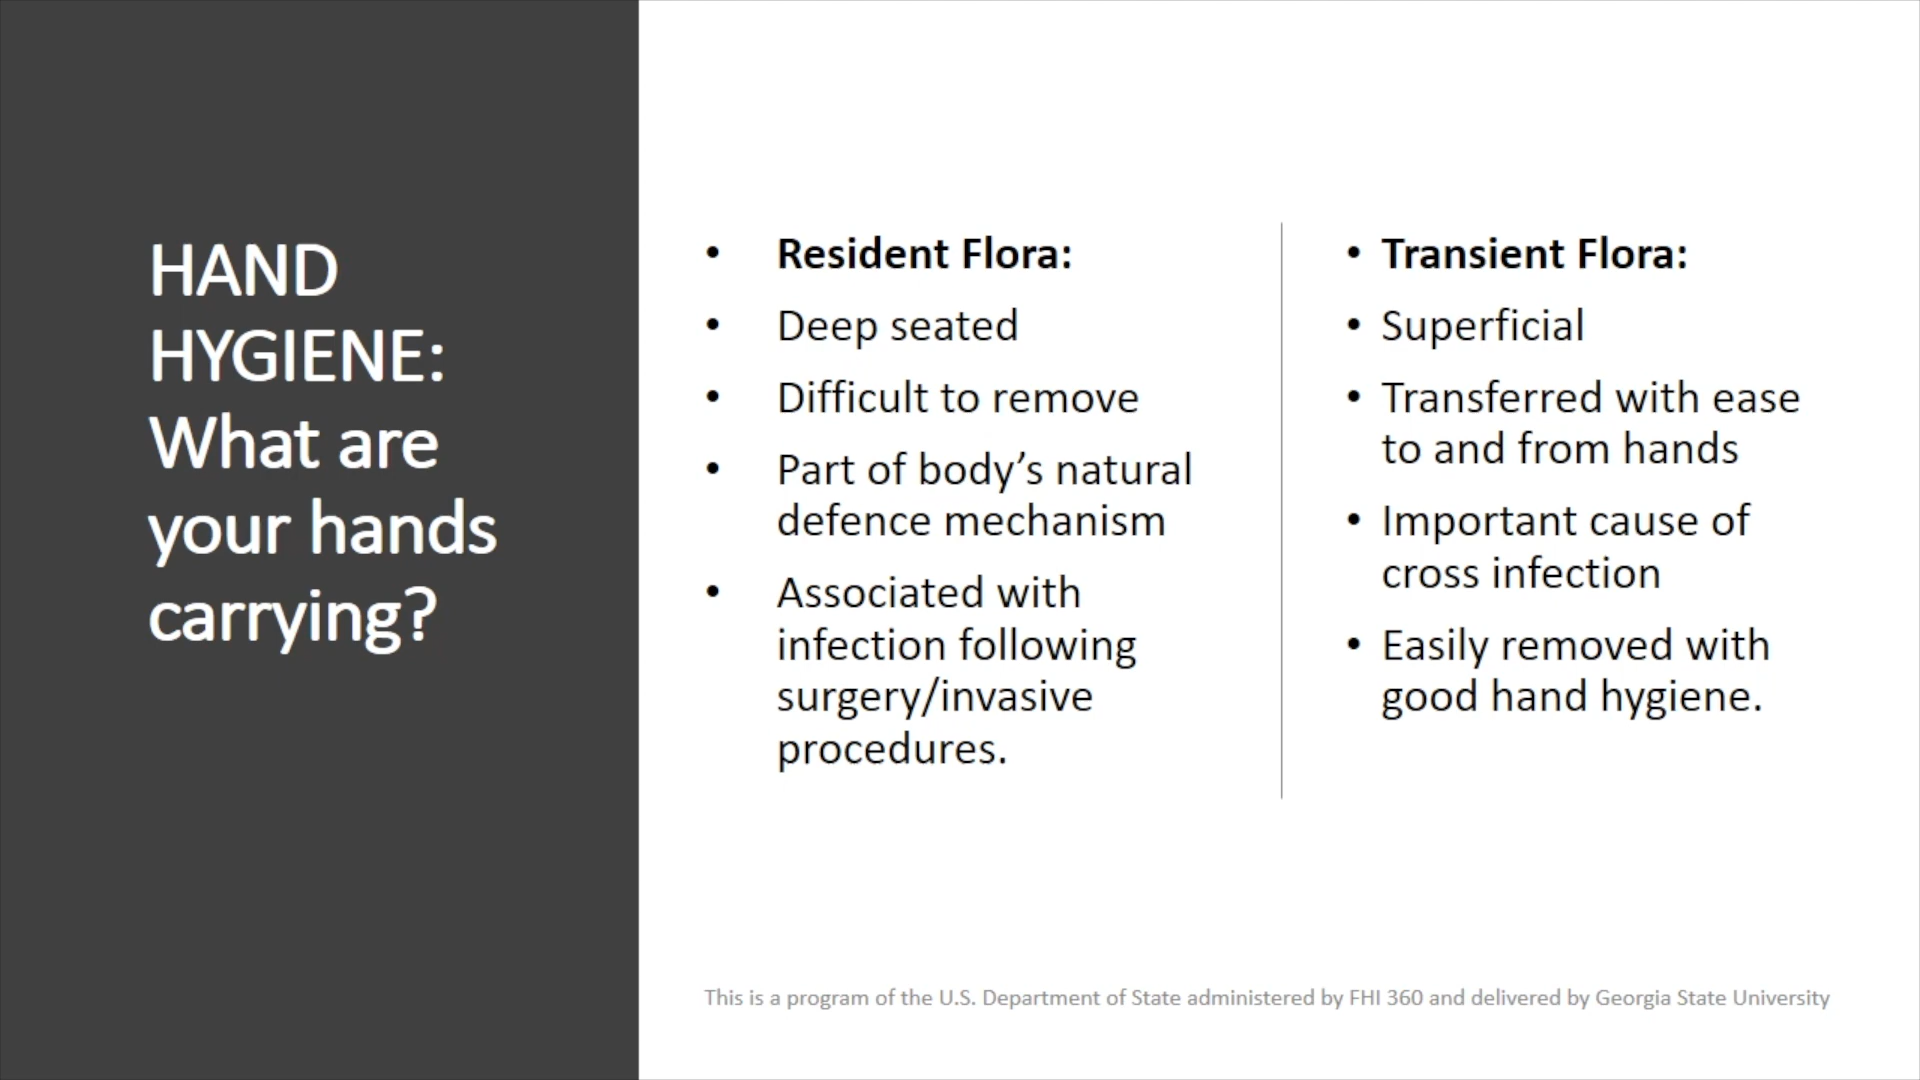 HAND
HYGIENE:
What are
your hands
carrying?
• Resident Flora:
• Deep seated
• Difficult to remove
• Part of body’s natural
defence mechanism
• Associated with
infection following
surgery/invasive
procedures.
• Transient Flora:
• Superficial
• Transferred with ease
to and from hands
• Important cause of
cross infection
• Easily removed with
good hand hygiene.
This is a program of the U.S. Department of State administered by FHI 360 and delivered by Georgia State University